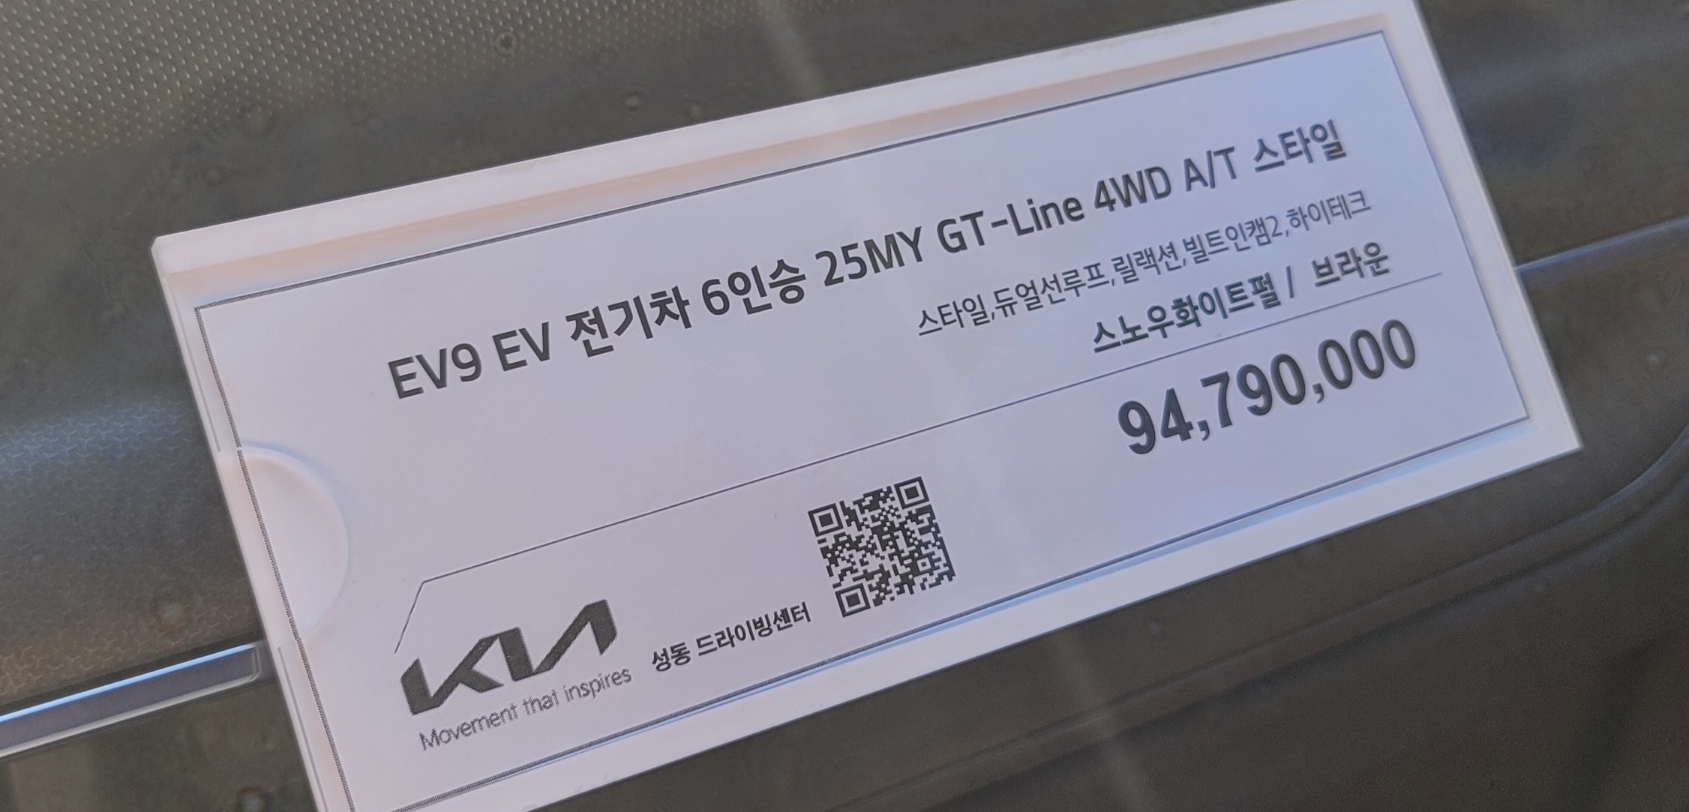 EV9 EV 전기차 6인승 25MY GT-Line 4WD A/T 스타일
스타일,듀얼선루프,릴랙션,빌트인캠2,하이테크
스노우화이트펄 / 브라운
94,790,000
KIA
Movement that inspires
성동 드라이빙센터